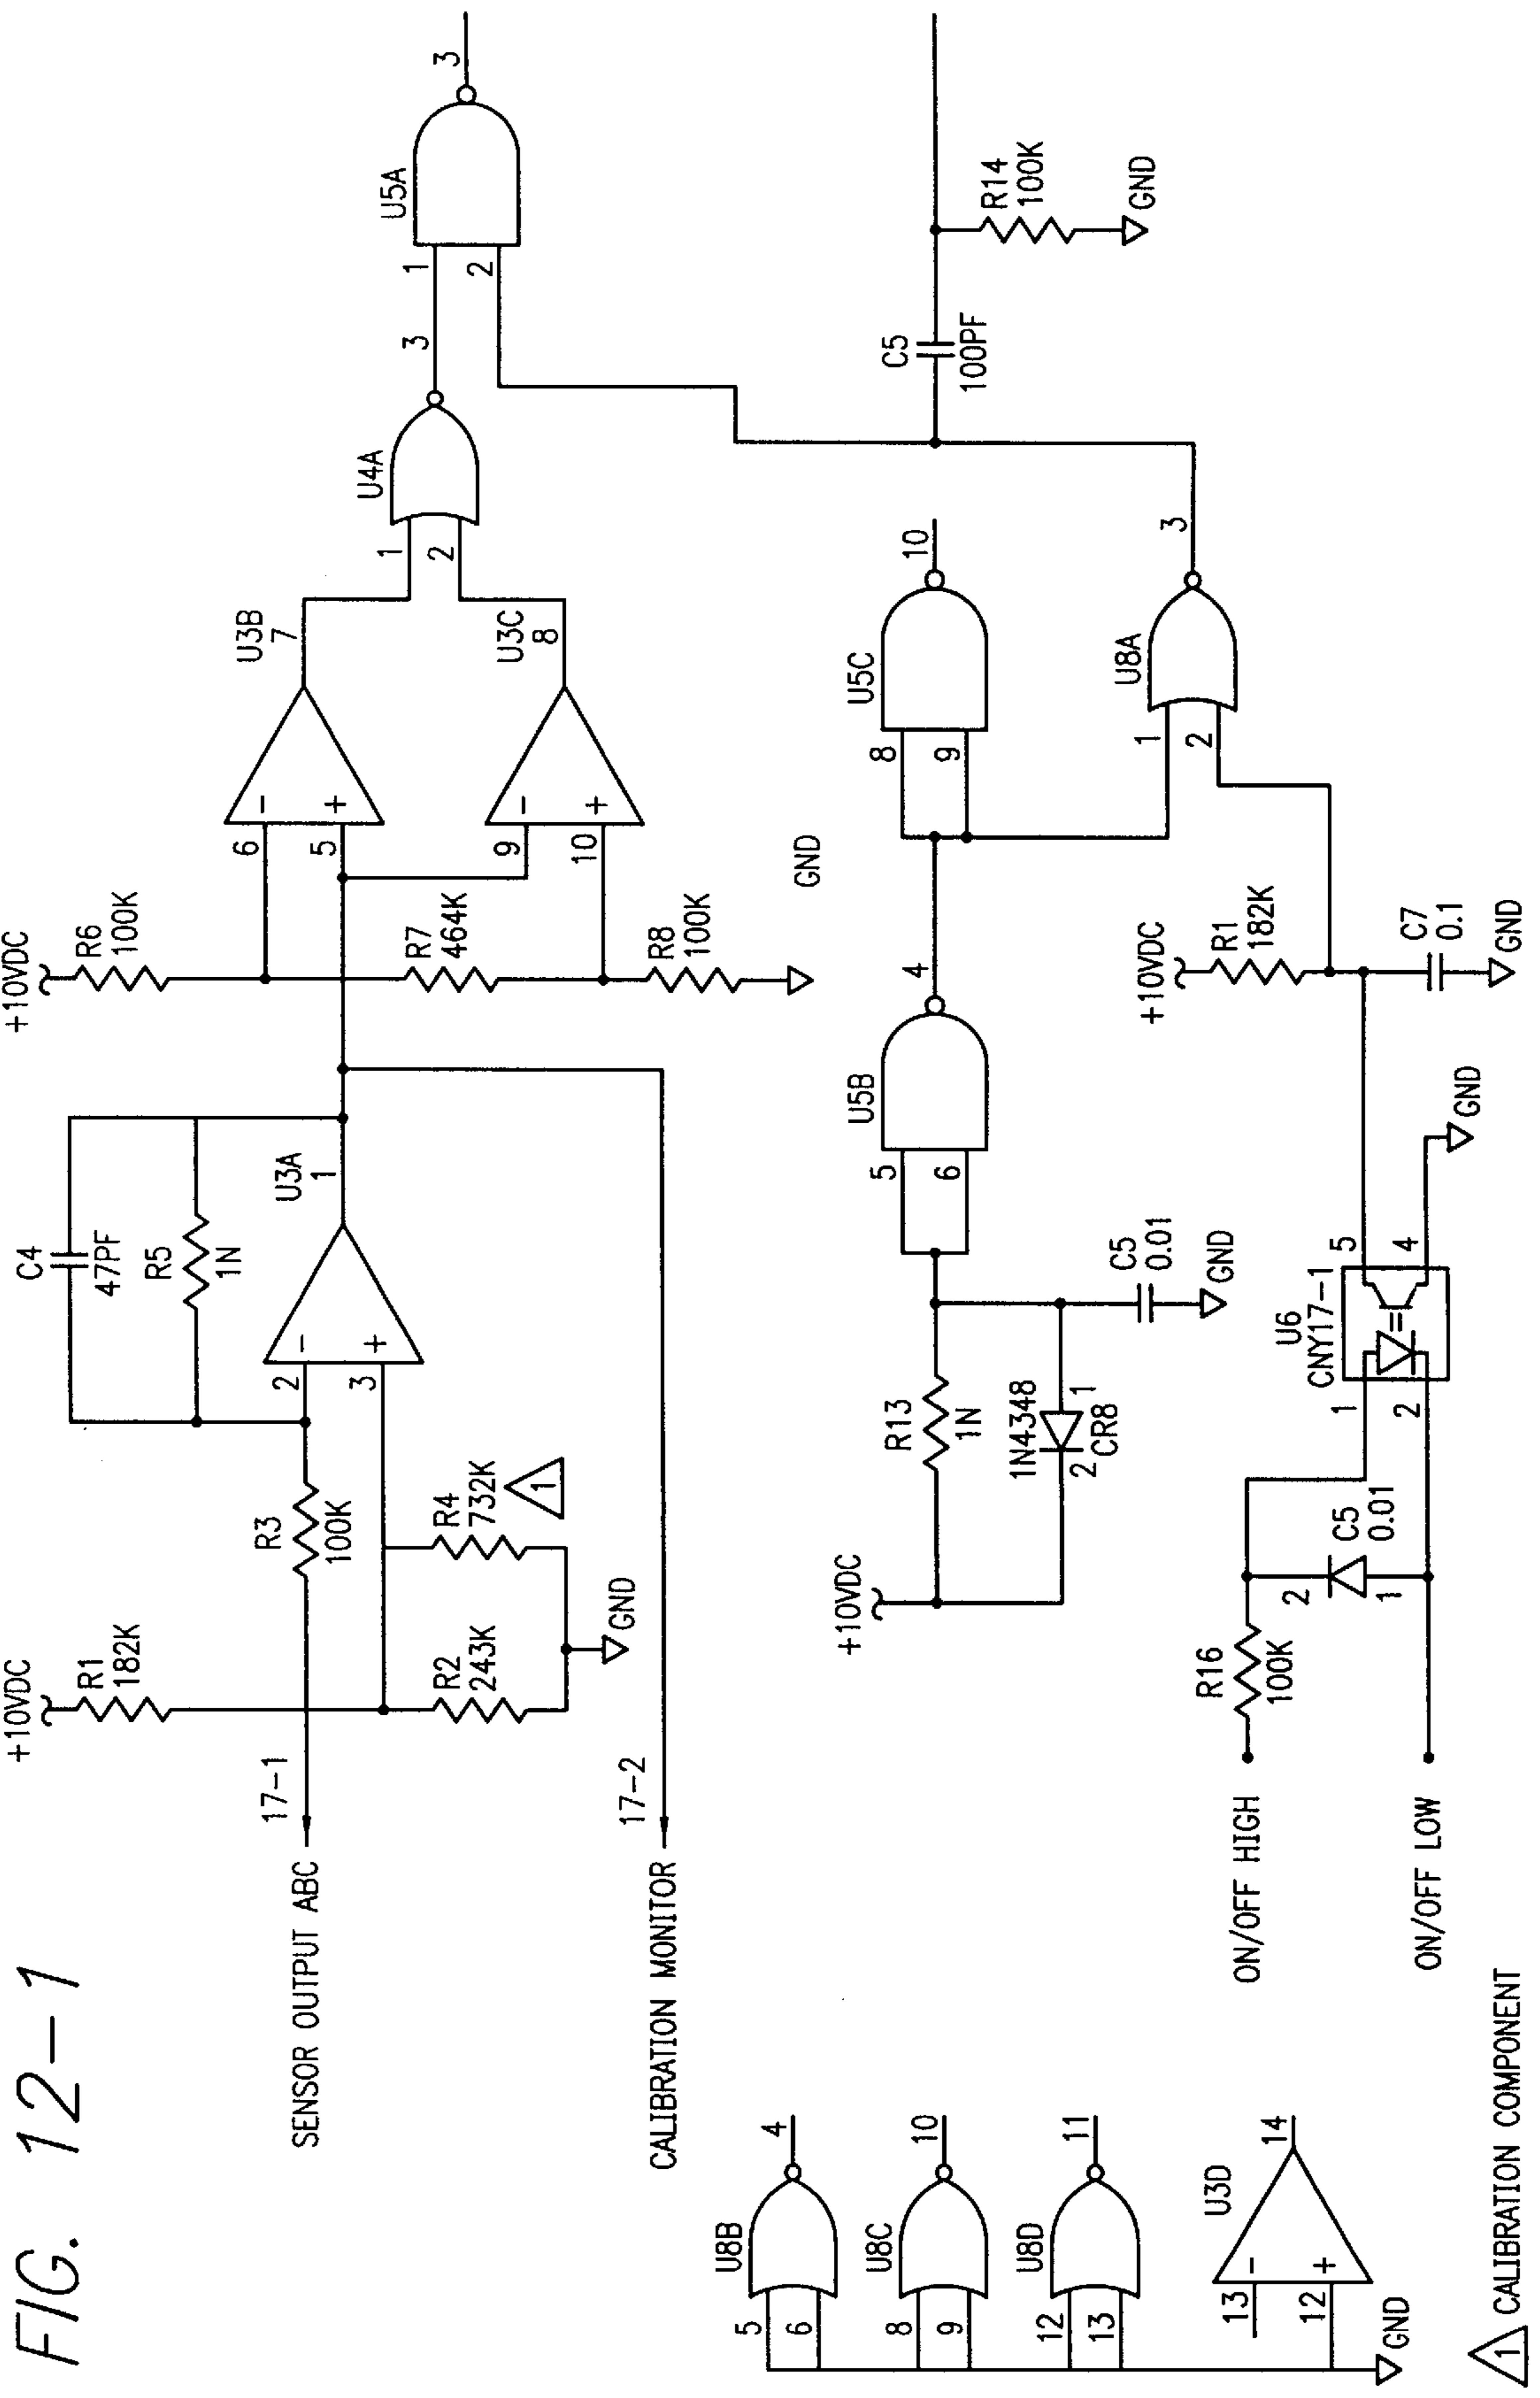 FIG. 12-1
+10VDC
R1
182K
C4
47PF
R5
1N
+10VDC
R6
100K
17-1
SENSOR OUTPUT ABC
R3
100K
2
-
3
+
U3A
1
R2
243K
R4
732K
1
GND
17-2
CALIBRATION MONITOR
R7
464K
R8
100K
GND
6
-
5
+
U3B
7
9
-
10
+
U3C
8
1
2
U4A
3
1
2
U5A
3
+10VDC
R13
1N
1N4348
2
1
CR8
C5
0.01
GND
5
6
U5B
4
8
9
U5C
10
C5
100PF
R14
100K
GND
1
2
U8A
3
+10VDC
R1
182K
C7
0.1
GND
ON/OFF HIGH
R16
100K
2
1
C5
0.01
ON/OFF LOW
U6
CNY17-1
1
2
5
4
GND
U8B
5
6
4
U8C
8
9
10
U8D
12
13
11
U3D
13
-
12
+
14
GND
1
CALIBRATION COMPONENT